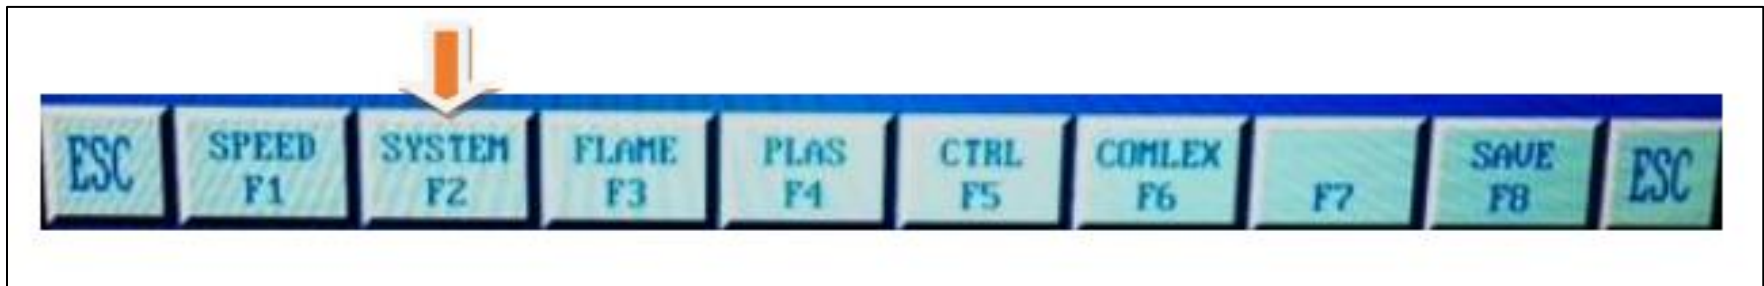 ESC
SPEED
F1
SYSTEM
F2
FLAME
F3
PLAS
F4
CTRL
F5
COMLEX
F6
F7
SAVE
F8
ESC